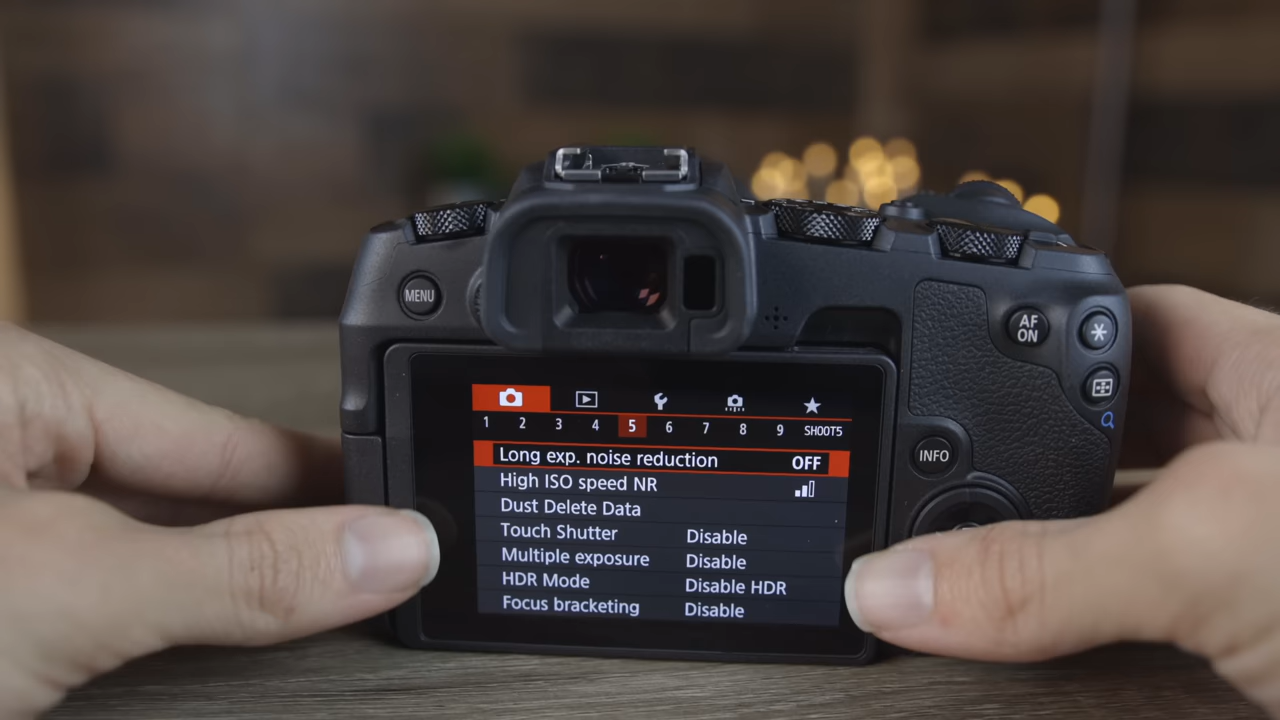 MENU
AF
ON
INFO
1 2 3 4 5 6 7 8 9 SHOOT5
Long exp. noise reduction OFF
High ISO speed NR
Dust Delete Data
Touch Shutter Disable
Multiple exposure Disable
HDR Mode Disable HDR
Focus bracketing Disable